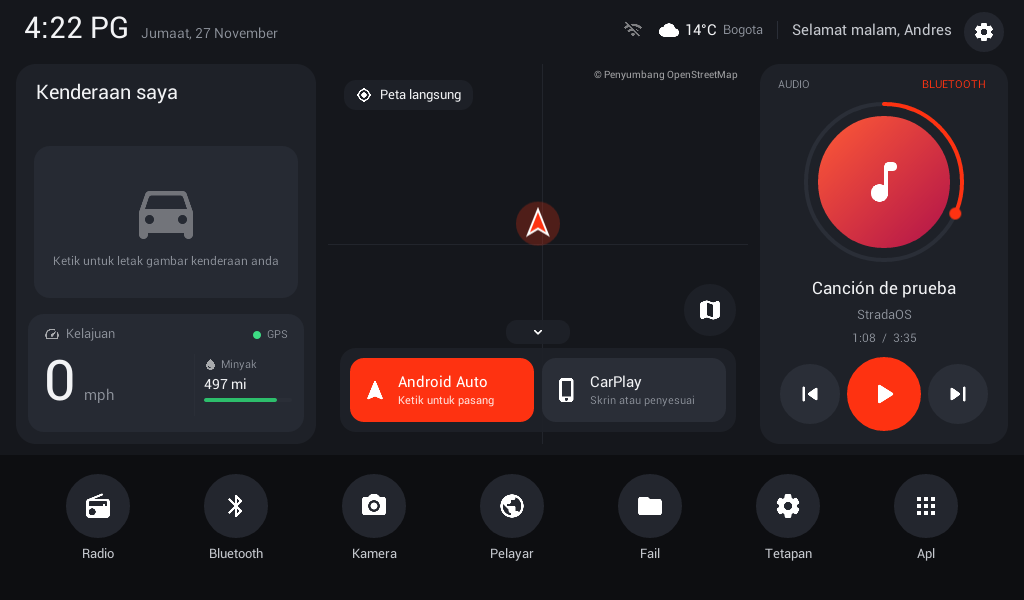 4:22 PG
Jumaat, 27 November
14°C Bogota
Selamat malam, Andres
Kenderaan saya
Ketik untuk letak gambar kenderaan anda
Kelajuan
GPS
0 mph
Minyak
497 mi
Peta langsung
© Penyumbang OpenStreetMap
Android Auto
Ketik untuk pasang
CarPlay
Skrin atau penyesuai
AUDIO
BLUETOOTH
Canción de prueba
StradaOS
1:08 / 3:35
Radio
Bluetooth
Kamera
Pelayar
Fail
Tetapan
Apl